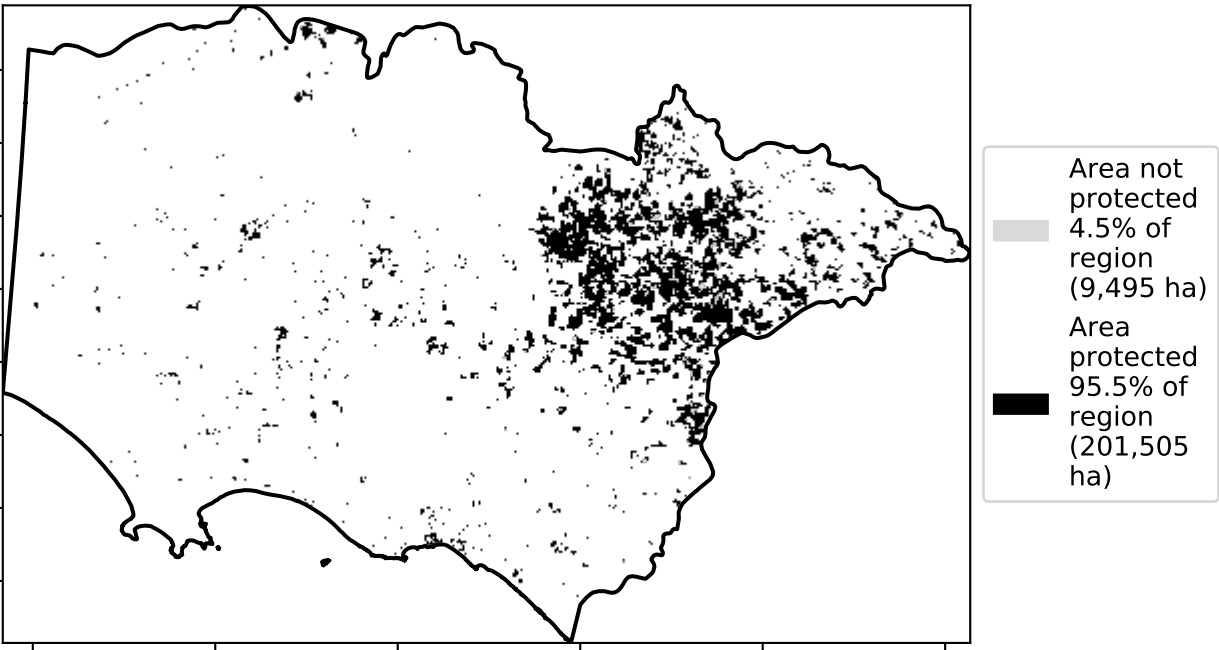 Area not
protected
4.5% of
region
(9,495 ha)
Area
protected
95.5% of
region
(201,505
ha)